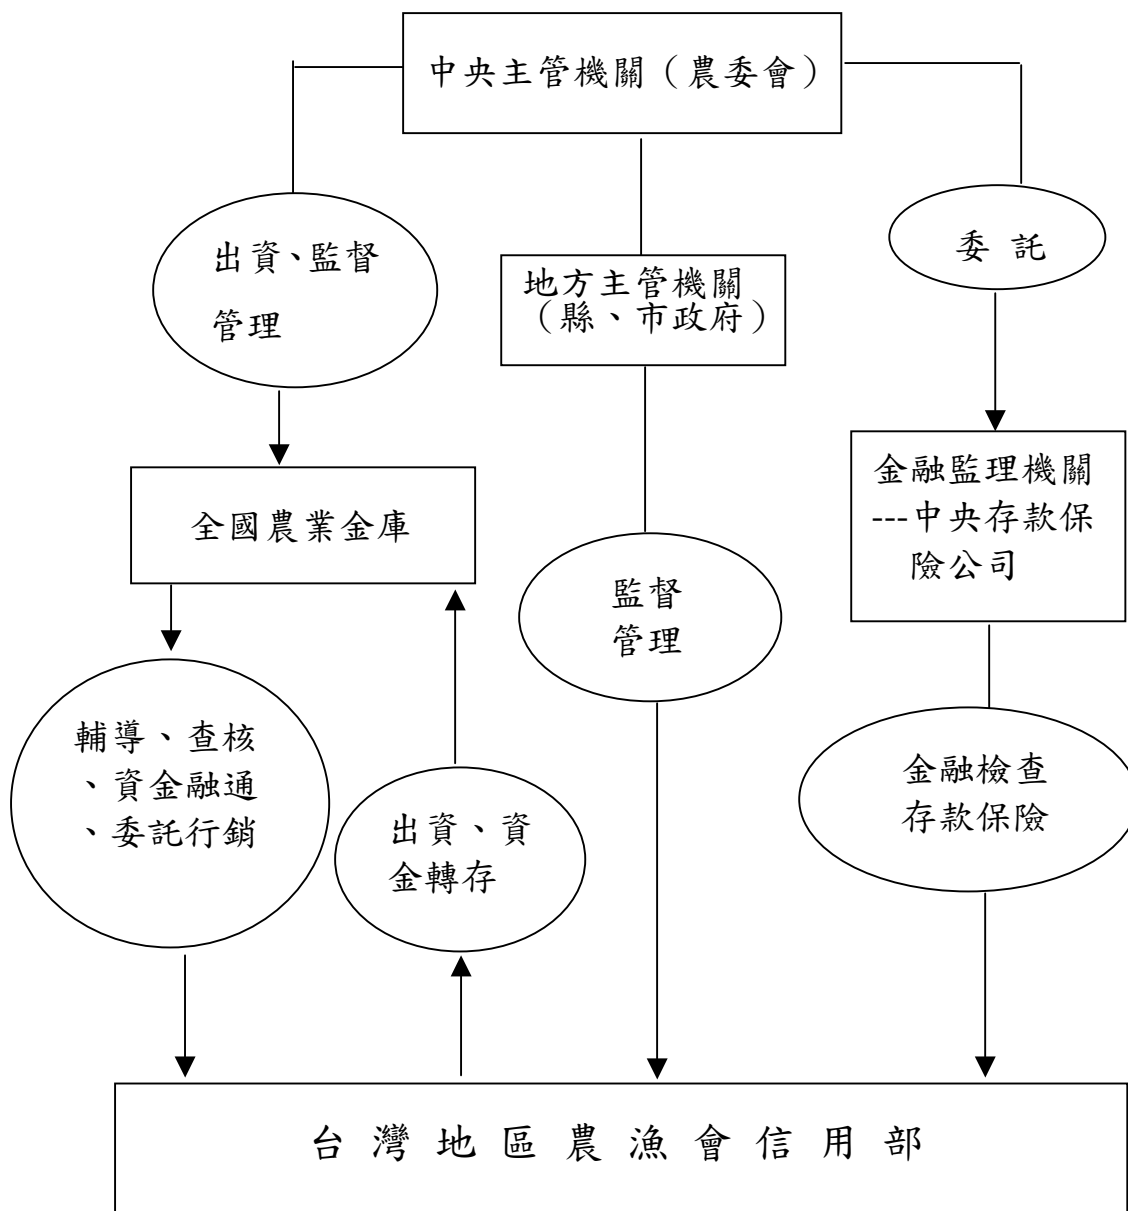 中央主管機關（農委會）
出資、監督
管理
委 託
地方主管機關
（縣、市政府）
金融監理機關
---中央存款保
險公司
全國農業金庫
監督
管理
輔導、查核
、資金融通
、委託行銷
出資、資
金轉存
金融檢查
存款保險
台 灣 地 區 農 漁 會 信 用 部